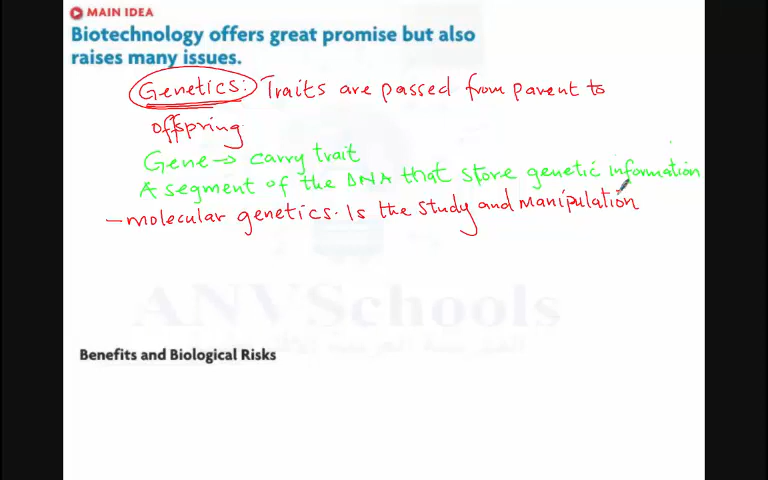 MAIN IDEA
Biotechnology offers great promise but also
raises many issues.
Genetics: Traits are passed from parent to
offspring
Gene → carry trait
A segment of the DNA that store genetic information
- molecular genetics. Is the study and Manipulation
ANVSchools
Benefits and Biological Risks